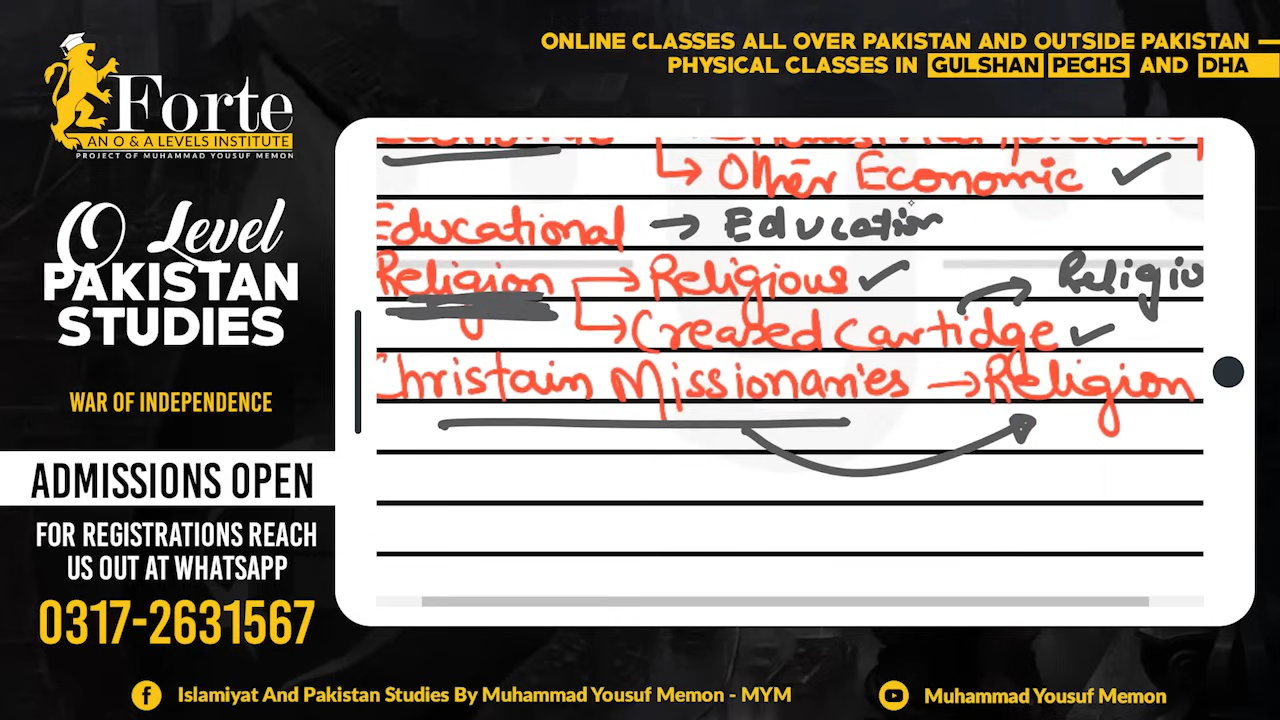 Forte
AN O & A LEVELS INSTITUTE
PROJECT OF MUHAMMAD YOUSUF MEMON
ONLINE CLASSES ALL OVER PAKISTAN AND OUTSIDE PAKISTAN
PHYSICAL CLASSES IN GULSHAN PECHS AND DHA
O Level
PAKISTAN
STUDIES
WAR OF INDEPENDENCE
ADMISSIONS OPEN
FOR REGISTRATIONS REACH
US OUT AT WHATSAPP
0317-2631567
Other Economic ✓
Educational → Education
Religion → Religious ✓ → Religio
→ Creased Cartidge ✓
Christain Missionaries → Religion
Islamiyat And Pakistan Studies By Muhammad Yousuf Memon - MYM
Muhammad Yousuf Memon